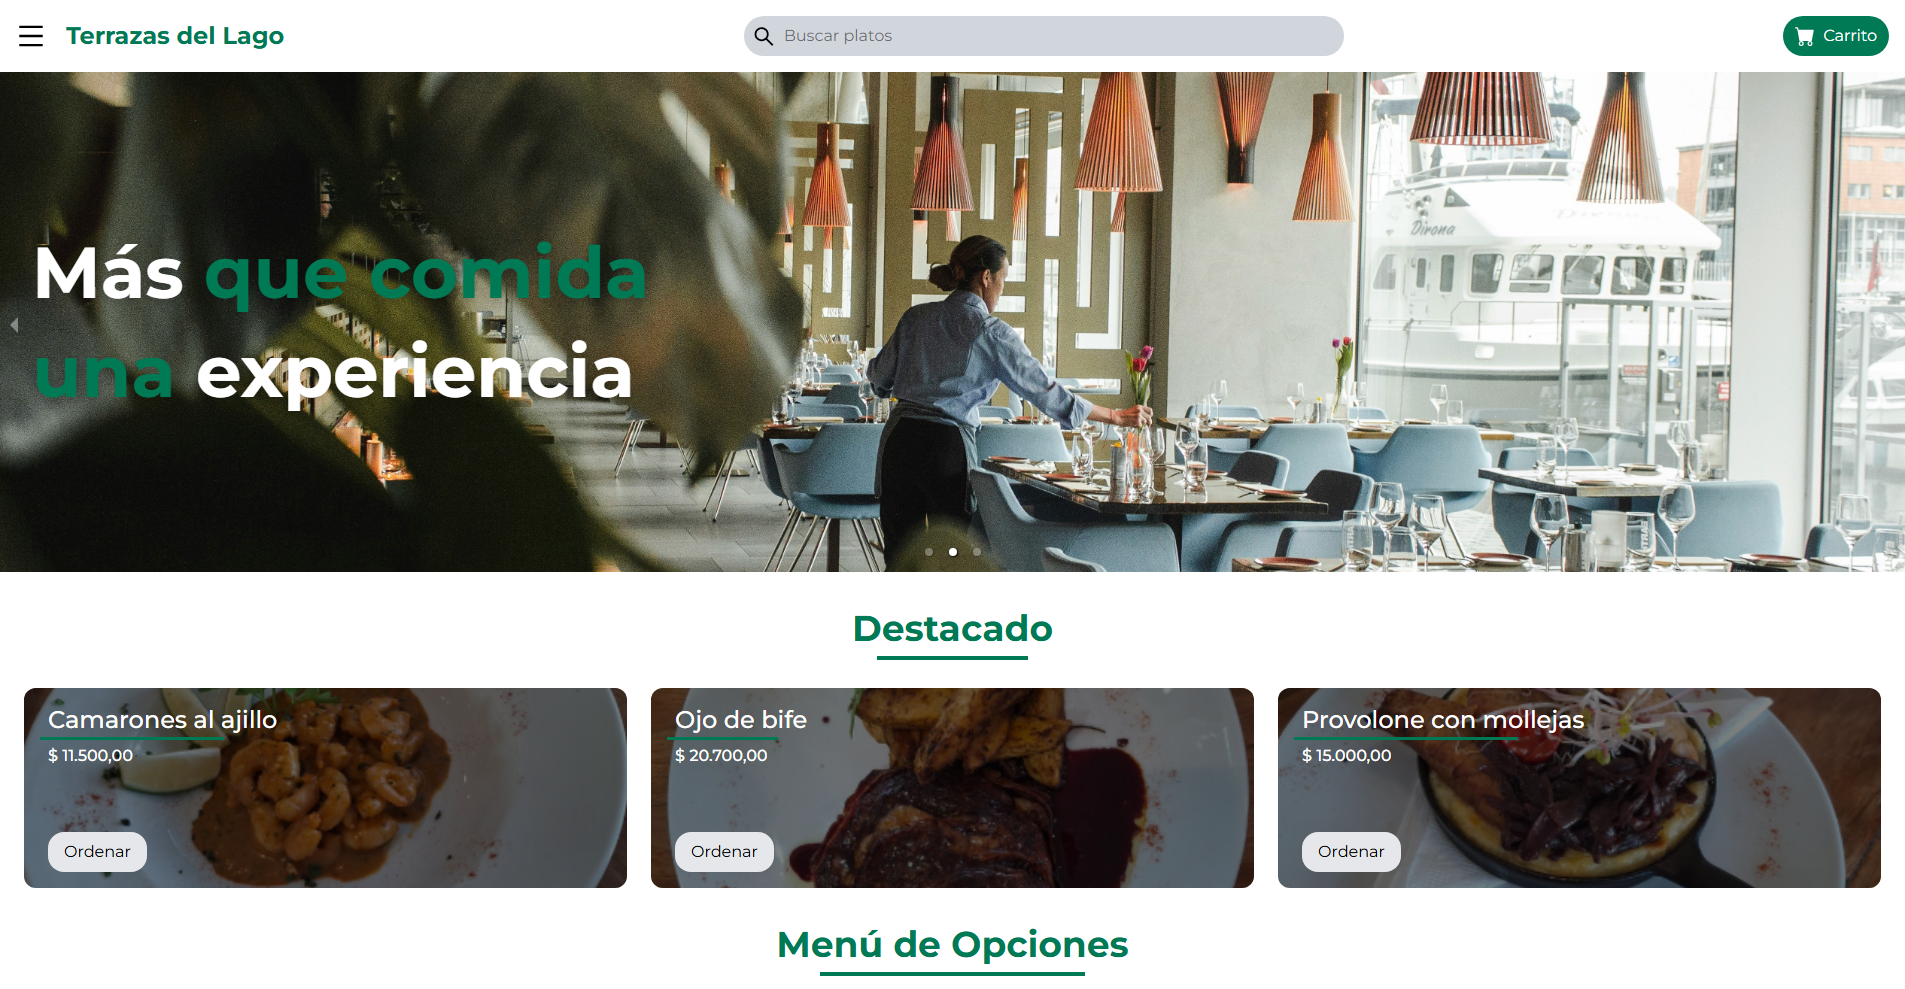 Terrazas del Lago
Buscar platos
Carrito
Más que comida
una experiencia
Dirona
Destacado
Camarones al ajillo
$ 11.500,00
Ordenar
Ojo de bife
$ 20.700,00
Ordenar
Provolone con mollejas
$ 15.000,00
Ordenar
Menú de Opciones